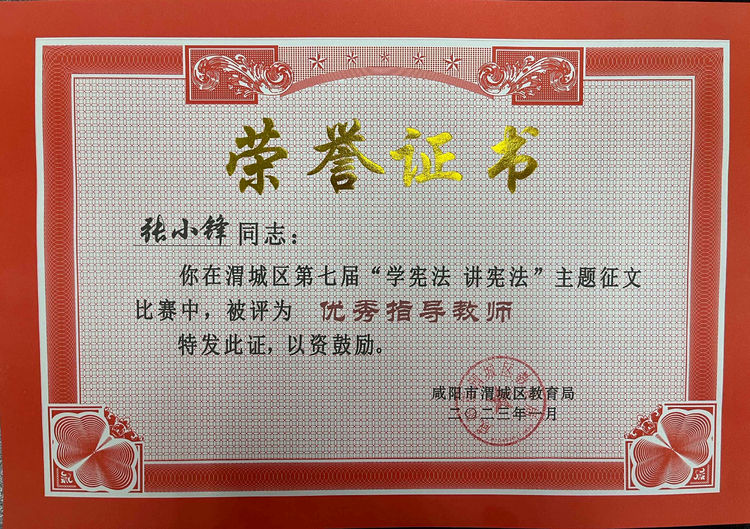 荣誉证书
张小锋同志：
你在渭城区第七届“学宪法 讲宪法”主题征文
比赛中，被评为 优秀指导教师
特发此证，以资鼓励。
咸阳市渭城区教育局
二〇二三年一月